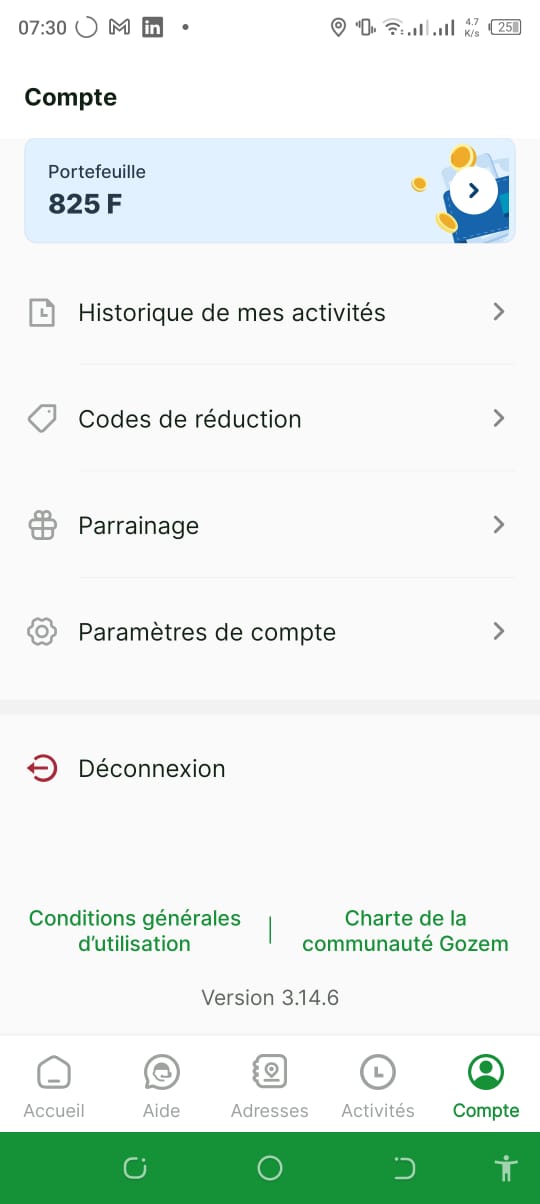 07:30
4.7
K/s
25
Compte
Portefeuille
825 F
Historique de mes activités
Codes de réduction
Parrainage
Paramètres de compte
Déconnexion
Conditions générales
d'utilisation
Charte de la
communauté Gozem
Version 3.14.6
Accueil
Aide
Adresses
Activités
Compte